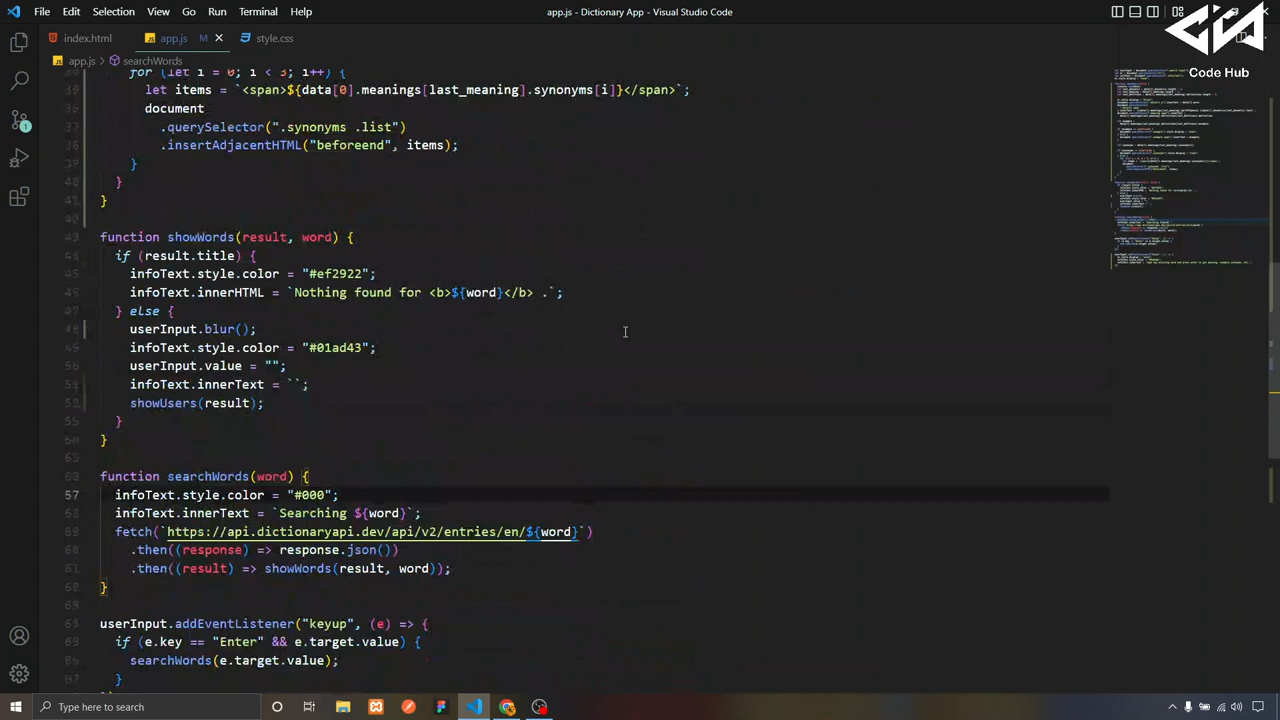 File Edit Selection View Go Run Terminal Help
app.js - Dictionary App - Visual Studio Code
Code Hub
index.html
app.js M
style.css
app.js > searchWords
for (let i = 0; i < 3; i++) {
let items = `<span>${data[0].meanings[last_meaning].synonyms[i]}</span>`;
document
.querySelector(".synonyms .list")
.insertAdjacentHTML("beforeend", items);
}
}
}
function showWords(result, word) {
if (result.title) {
infoText.style.color = "#ef2922";
infoText.innerHTML = `Nothing found for <b>${word}</b> .`;
} else {
userInput.blur();
infoText.style.color = "#01ad43";
userInput.value = "";
infoText.innerText = ``;
showUsers(result);
}
}
function searchWords(word) {
57 infoText.style.color = "#000";
infoText.innerText = `Searching ${word}`;
fetch(`https://api.dictionaryapi.dev/api/v2/entries/en/${word}`)
.then((response) => response.json())
.then((result) => showWords(result, word));
}
userInput.addEventListener("keyup", (e) => {
if (e.key == "Enter" && e.target.value) {
searchWords(e.target.value);
}
Type here to search